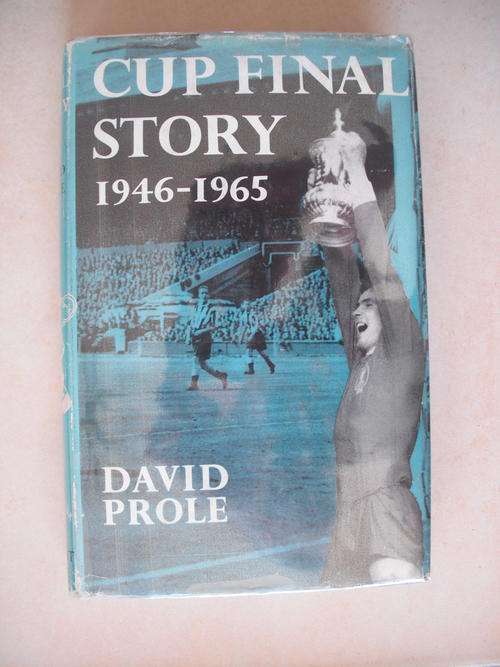 CUP FINAL
STORY
1946-1965
DAVID
PROLE